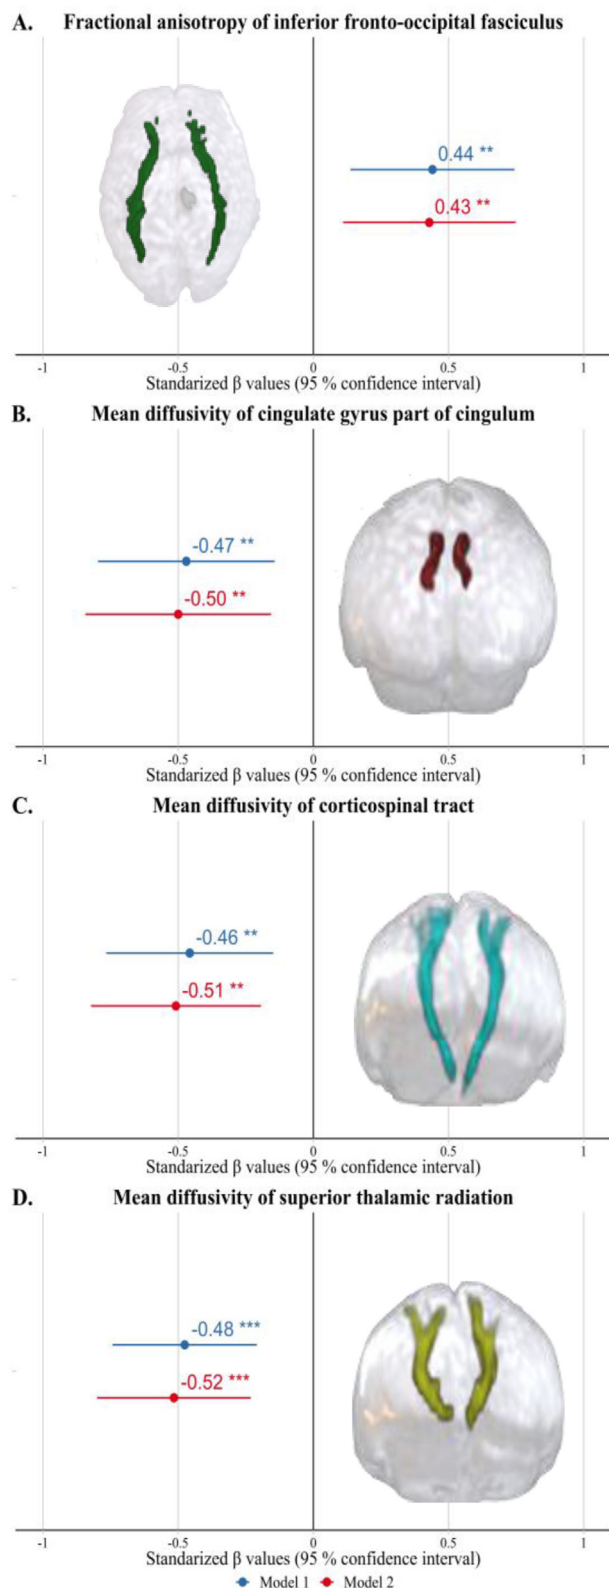 A. Fractional anisotropy of inferior fronto-occipital fasciculus
0.44 **
0.43 **
-1 -0.5 0 0.5 1
Standarized β values (95 % confidence interval)
B. Mean diffusivity of cingulate gyrus part of cingulum
-0.47 **
-0.50 **
-1 -0.5 0 0.5 1
Standarized β values (95 % confidence interval)
C. Mean diffusivity of corticospinal tract
-0.46 **
-0.51 **
-1 -0.5 0 0.5 1
Standarized β values (95 % confidence interval)
D. Mean diffusivity of superior thalamic radiation
-0.48 ***
-0.52 ***
-1 -0.5 0 0.5 1
Standarized β values (95 % confidence interval)
Model 1 Model 2